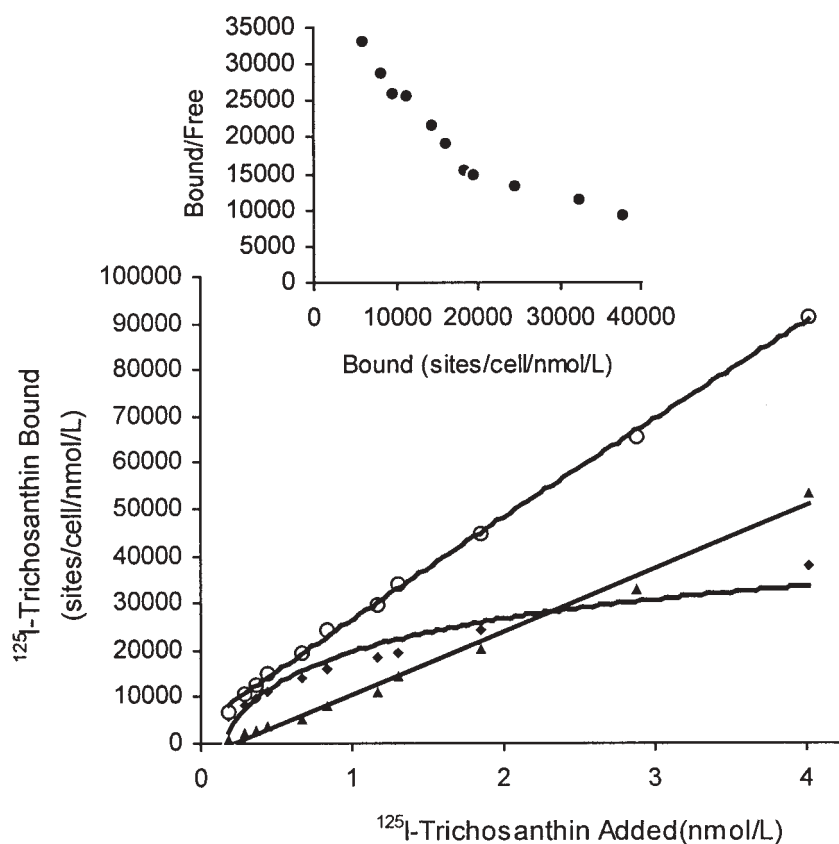 35000
30000
25000
20000
15000
10000
5000
0
Bound/Free
0 10000 20000 30000 40000
Bound (sites/cell/nmol/L)
100000
90000
80000
70000
60000
50000
40000
30000
20000
10000
0
¹²⁵I-Trichosanthin Bound
(sites/cell/nmol/L)
0 1 2 3 4
¹²⁵I-Trichosanthin Added(nmol/L)